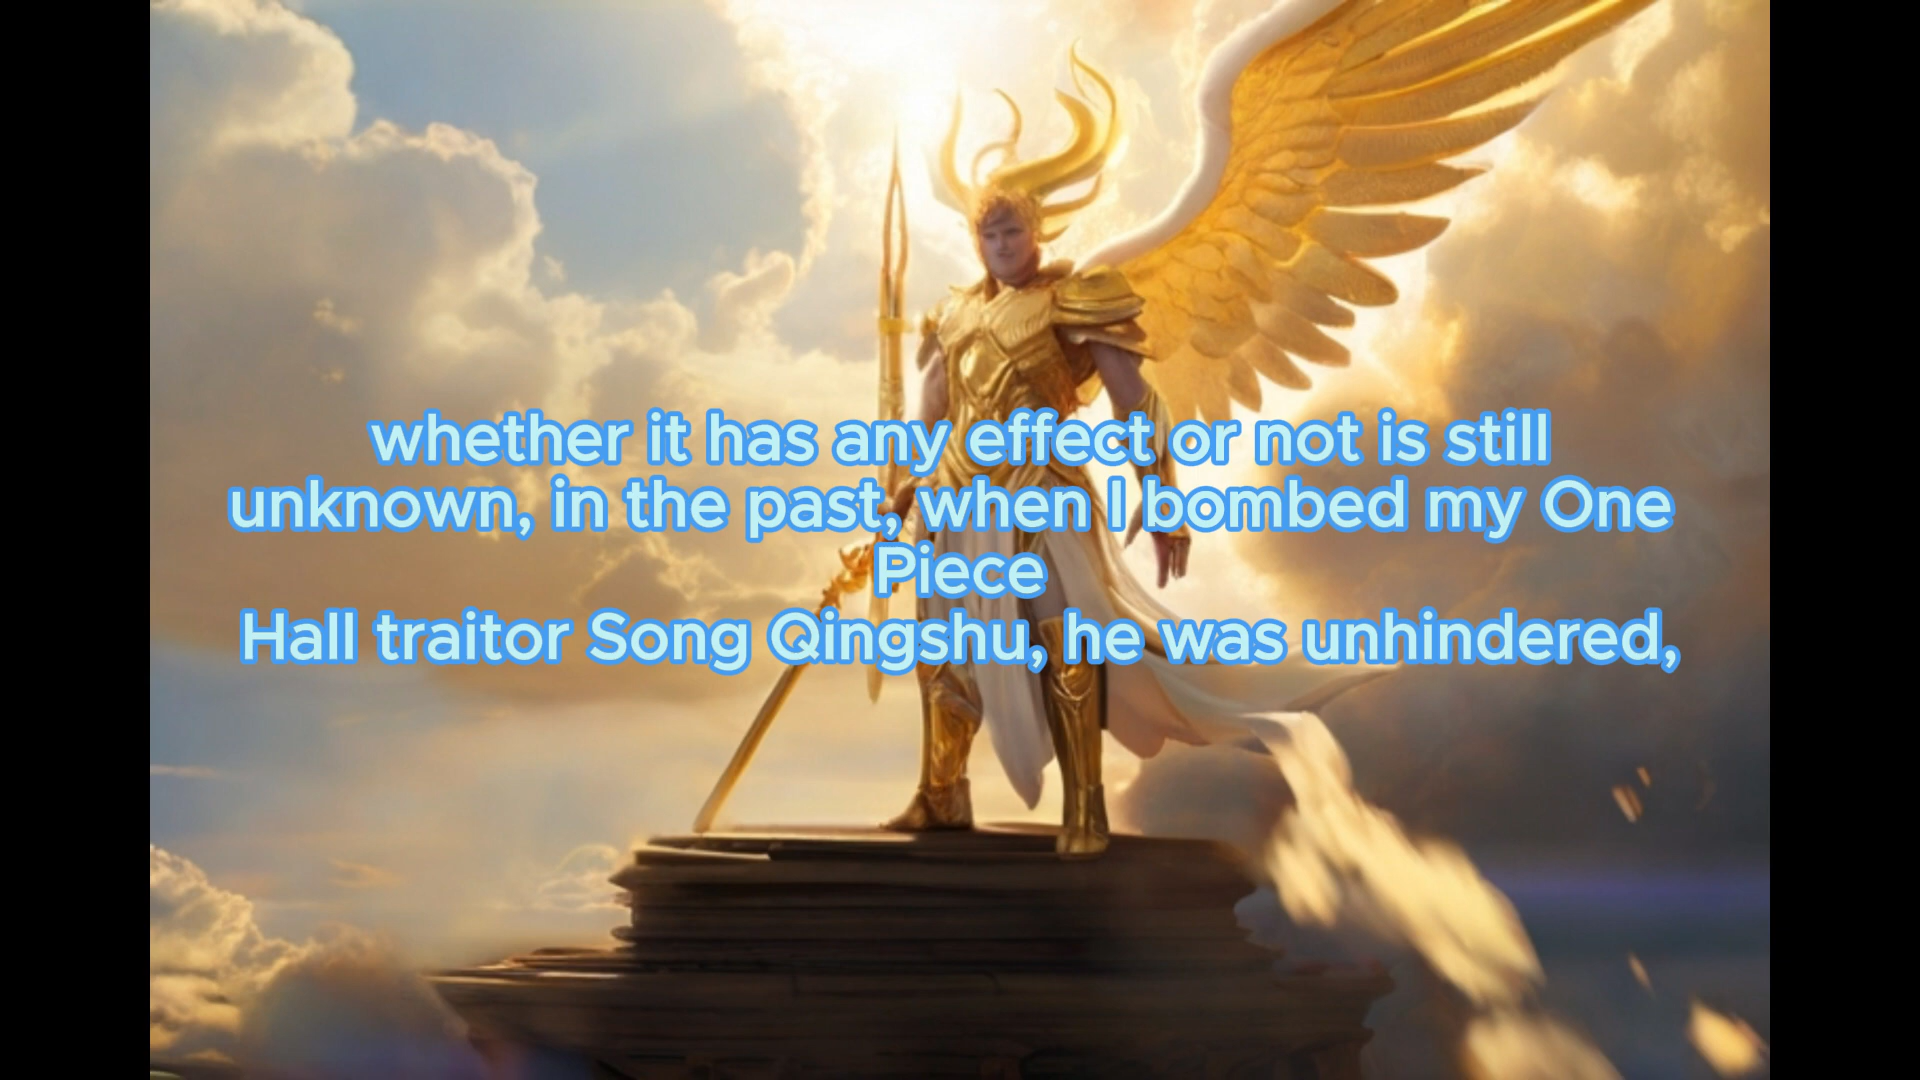 whether it has any effect or not is still
unknown, in the past, when I bombed my One
Piece
Hall traitor Song Qingshu, he was unhindered,